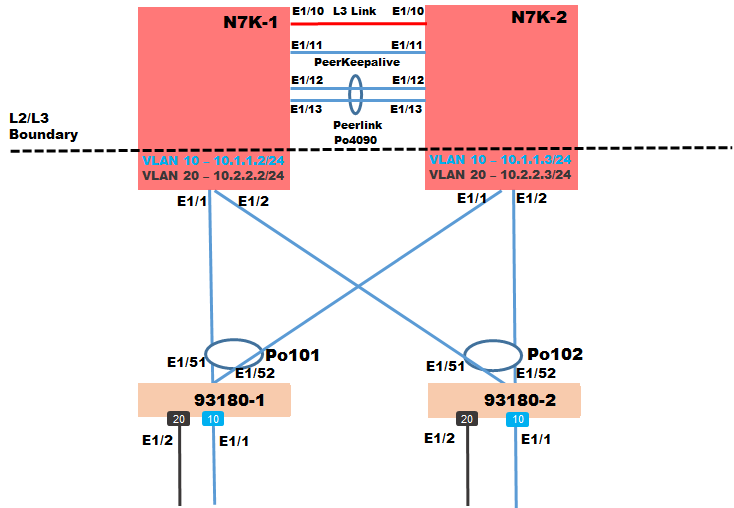 E1/10 L3 Link E1/10
N7K-1
N7K-2
E1/11 E1/11
PeerKeepalive
E1/12 E1/12
E1/13 E1/13
Peerlink
Po4090
L2/L3
Boundary
VLAN 10 – 10.1.1.2/24
VLAN 20 – 10.2.2.2/24
VLAN 10 – 10.1.1.3/24
VLAN 20 – 10.2.2.3/24
E1/1 E1/2
E1/1 E1/2
Po101
E1/51
E1/52
Po102
E1/51
E1/52
93180-1
93180-2
20 10
20 10
E1/2 E1/1
E1/2 E1/1